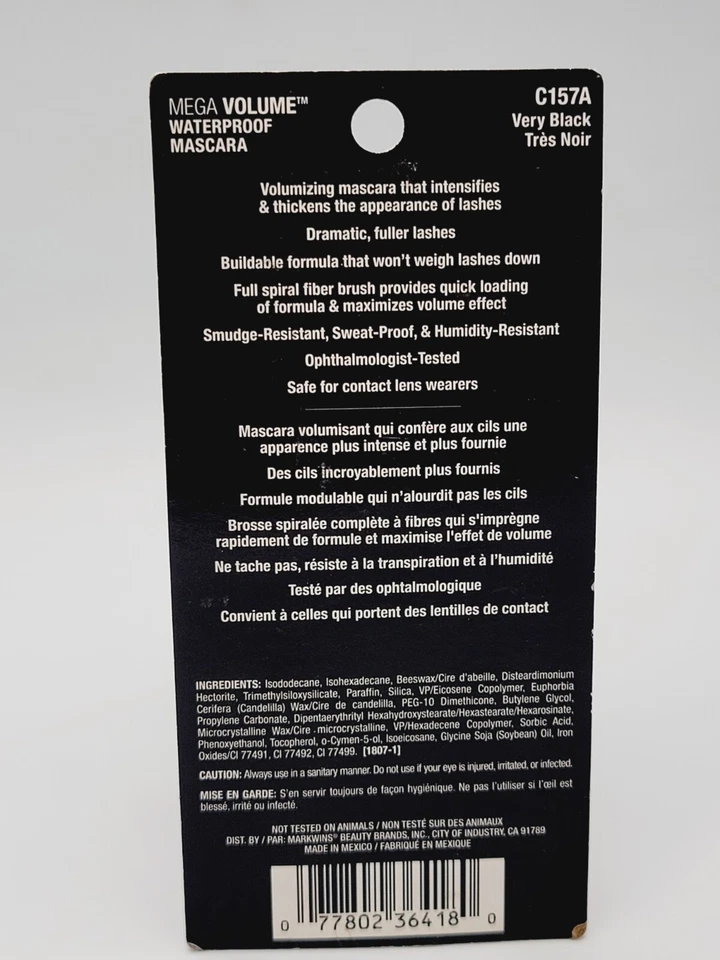 MEGA VOLUME™
WATERPROOF
MASCARA
C157A
Very Black
Très Noir
Volumizing mascara that intensifies
& thickens the appearance of lashes
Dramatic, fuller lashes
Buildable formula that won't weigh lashes down
Full spiral fiber brush provides quick loading
of formula & maximizes volume effect
Smudge-Resistant, Sweat-Proof, & Humidity-Resistant
Ophthalmologist-Tested
Safe for contact lens wearers
Mascara volumisant qui confère aux cils une
apparence plus intense et plus fournie
Des cils incroyablement plus fournis
Formule modulable qui n'alourdit pas les cils
Brosse spiralée complète à fibres qui s'imprègne
rapidement de formule et maximise l'effet de volume
Ne tache pas, résiste à la transpiration et à l'humidité
Testé par des ophtalmologique
Convient à celles qui portent des lentilles de contact
INGREDIENTS: Isododecane, Isohexadecane, Beeswax/Cire d'abeille, Disteardimonium
Hectorite, Trimethylsiloxysilicate, Paraffin, Silica, VP/Eicosene Copolymer, Euphorbia
Cerifera (Candelilla) Wax/Cire de candelilla, PEG-10 Dimethicone, Butylene Glycol,
Propylene Carbonate, Dipentaerythrityl Hexahydroxystearate/Hexastearate/Hexarosinate,
Microcrystalline Wax/Cire microcrystalline, VP/Hexadecene Copolymer, Sorbic Acid,
Phenoxyethanol, Tocopherol, o-Cymen-5-ol, Isoeicosane, Glycine Soja (Soybean) Oil, Iron
Oxides/CI 77491, CI 77492, CI 77499. [1807-1]
CAUTION: Always use in a sanitary manner. Do not use if your eye is injured, irritated, or infected.
MISE EN GARDE: S'en servir toujours de façon hygiénique. Ne pas l'utiliser si l'œil est
blessé, irrité ou infecté.
NOT TESTED ON ANIMALS / NON TESTÉ SUR DES ANIMAUX
DIST. BY / PAR: MARKWINS® BEAUTY BRANDS, INC., CITY OF INDUSTRY, CA 91789
MADE IN MEXICO / FABRIQUÉ EN MEXIQUE
0 77802 36418 0